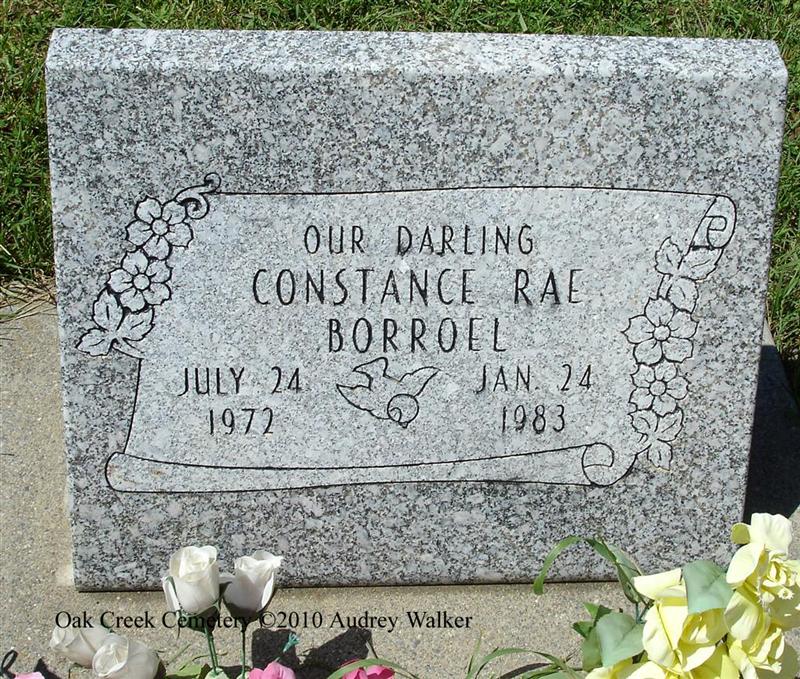 OUR DARLING
CONSTANCE RAE
BORROEL
JULY 24
1972
JAN. 24
1983
Oak Creek Cemetery ©2010 Audrey Walker